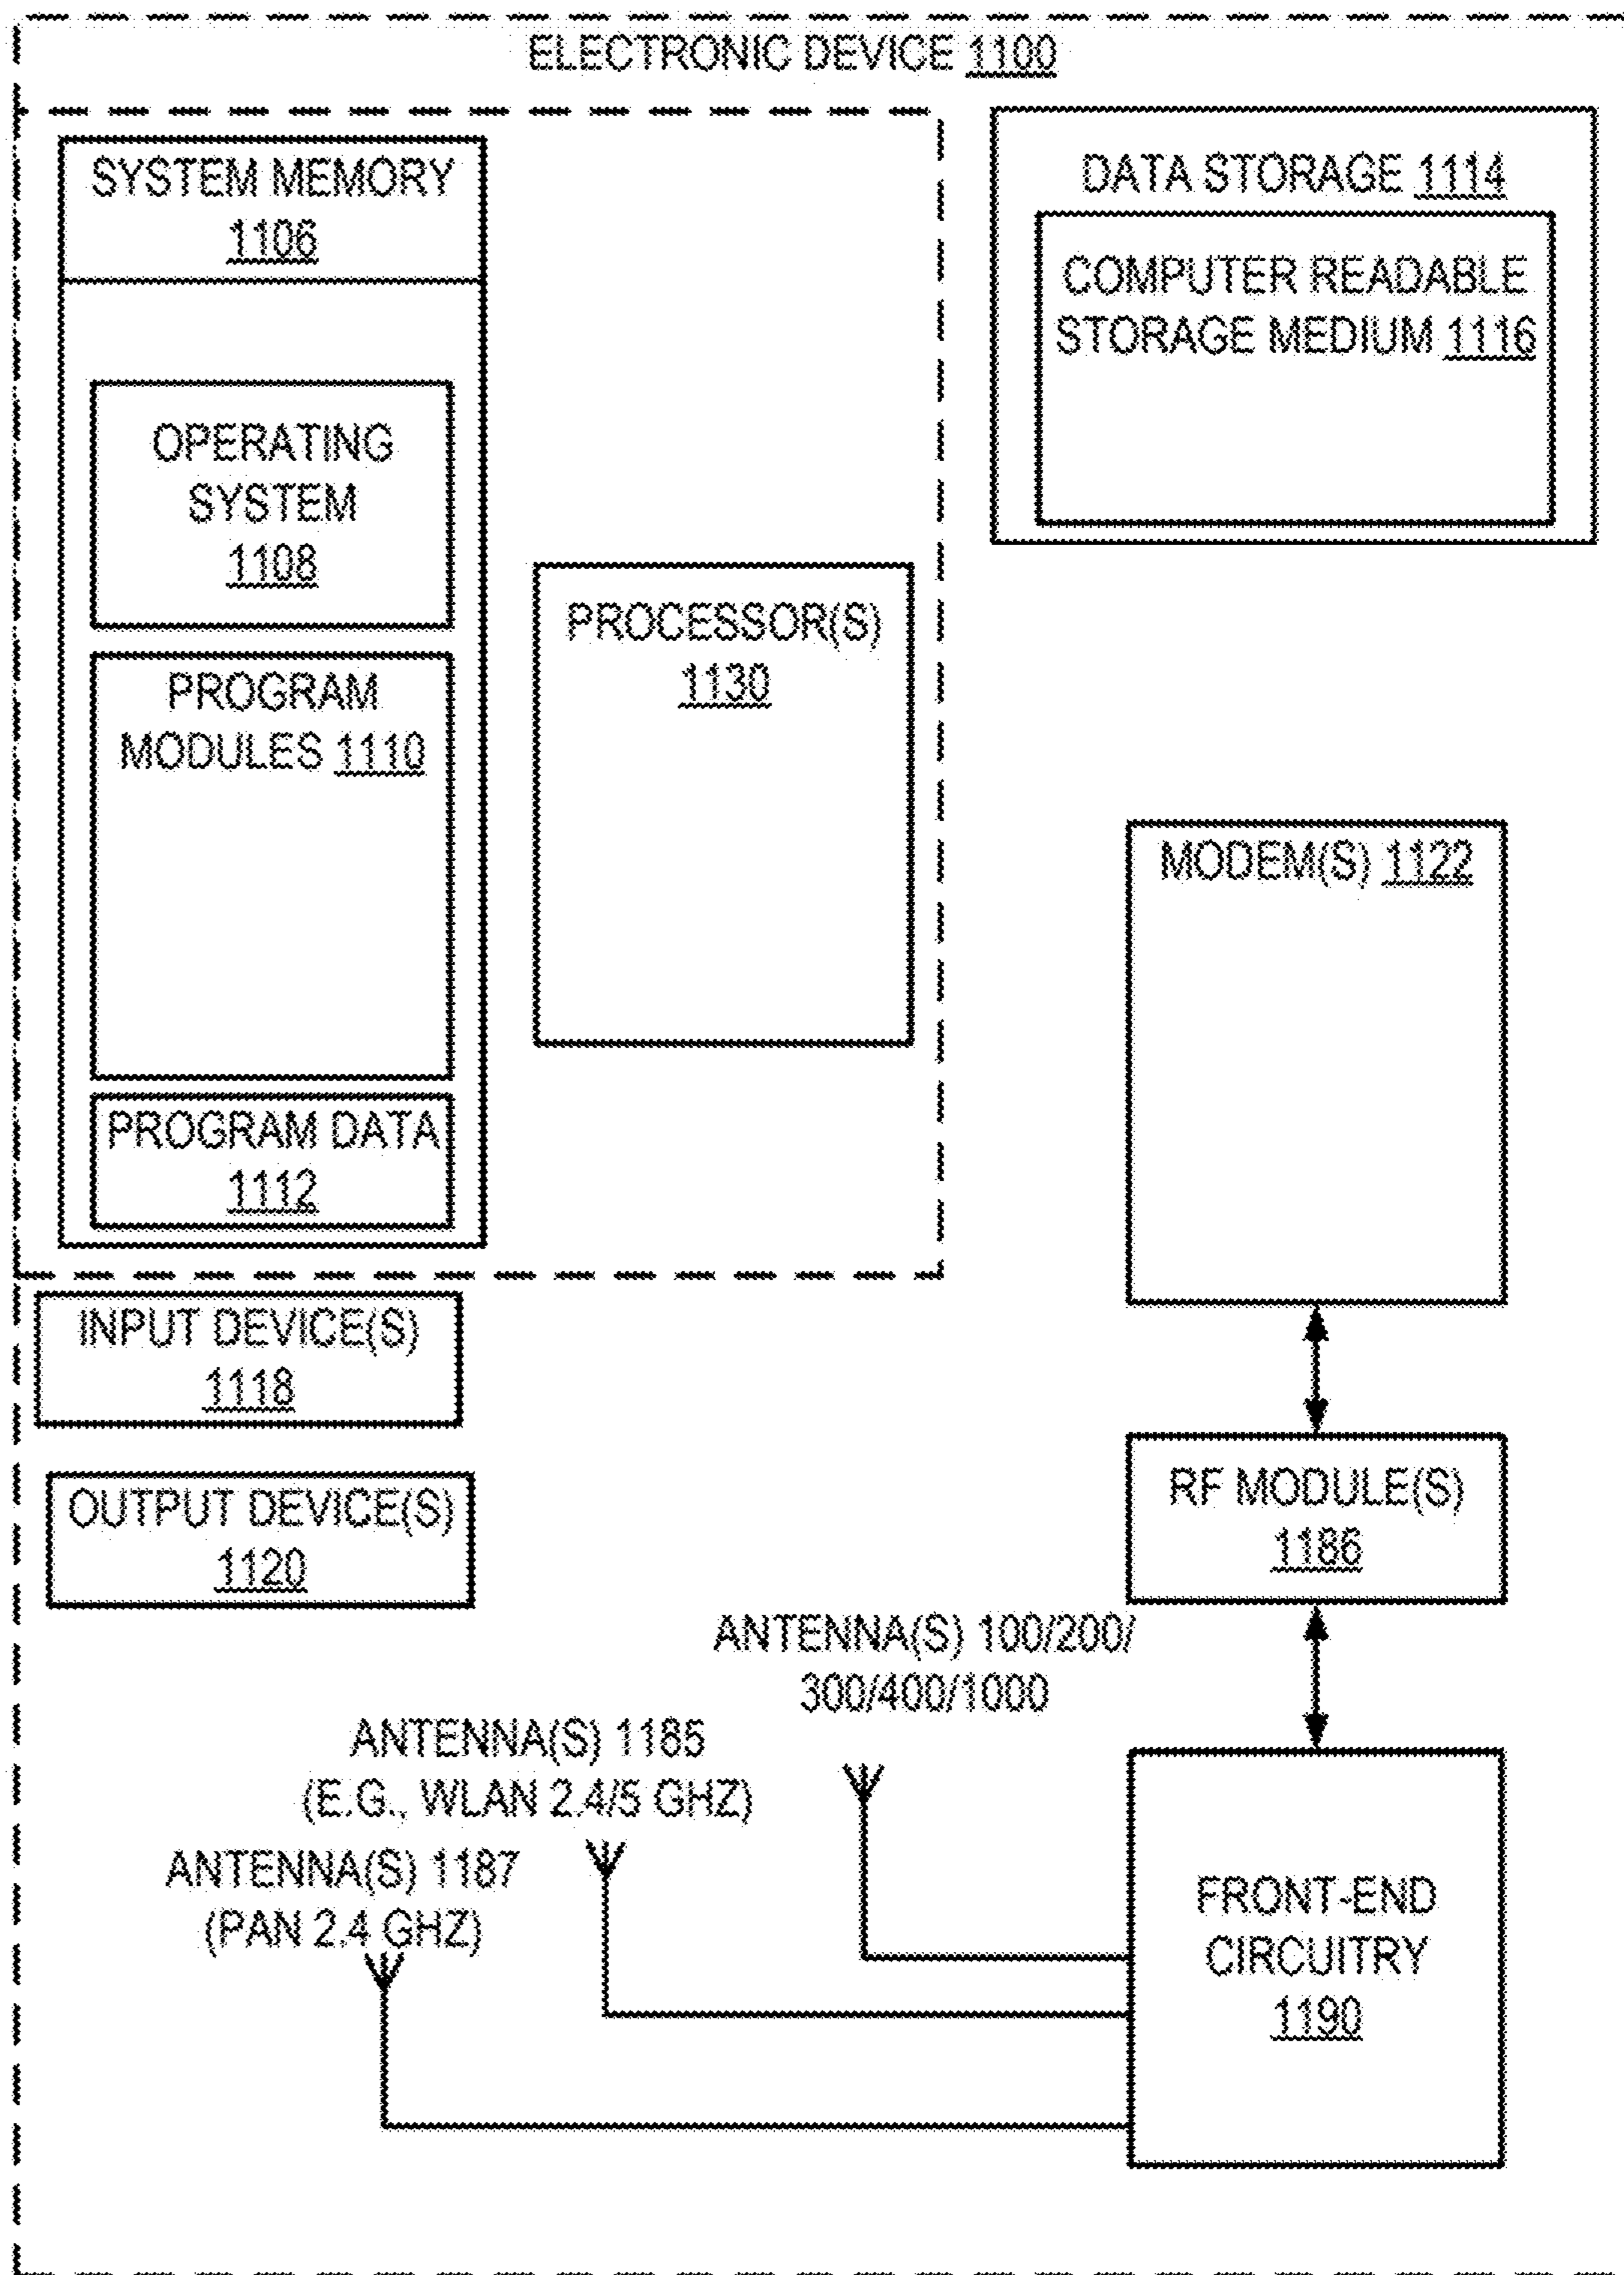 ELECTRONIC DEVICE 1100
SYSTEM MEMORY
1106
OPERATING
SYSTEM
1108
PROGRAM
MODULES 1110
PROGRAM DATA
1112
PROCESSOR(S)
1130
DATA STORAGE 1114
COMPUTER READABLE
STORAGE MEDIUM 1116
MODEM(S) 1122
INPUT DEVICE(S)
1118
OUTPUT DEVICE(S)
1120
RF MODULE(S)
1186
ANTENNA(S) 100/200/
300/400/1000
ANTENNA(S) 1185
(E.G., WLAN 2.4/5 GHZ)
ANTENNA(S) 1187
(PAN 2.4 GHZ)
FRONT-END
CIRCUITRY
1190